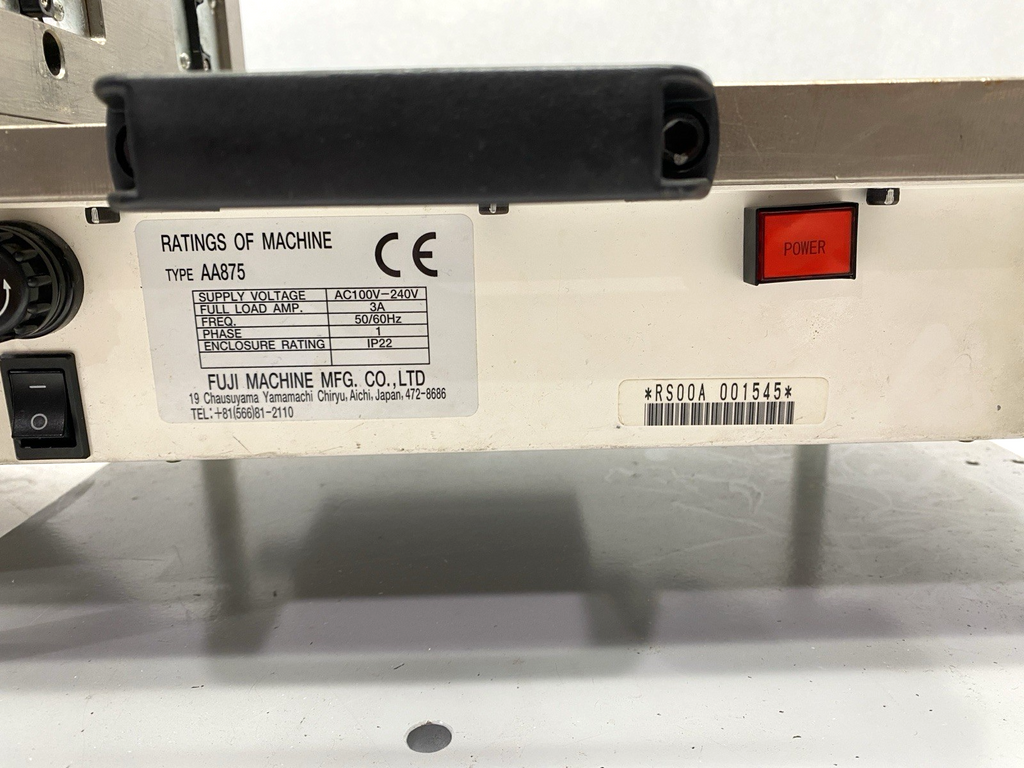 RATINGS OF MACHINE CE
TYPE AA875
SUPPLY VOLTAGE AC100V-240V
FULL LOAD AMP. 3A
FREQ. 50/60Hz
PHASE 1
ENCLOSURE RATING IP22
FUJI MACHINE MFG. CO.,LTD
19 Chausuyama Yamamachi Chiryu, Aichi, Japan, 472-8686
TEL:+81(566)81-2110
POWER
*RS00A 001545*